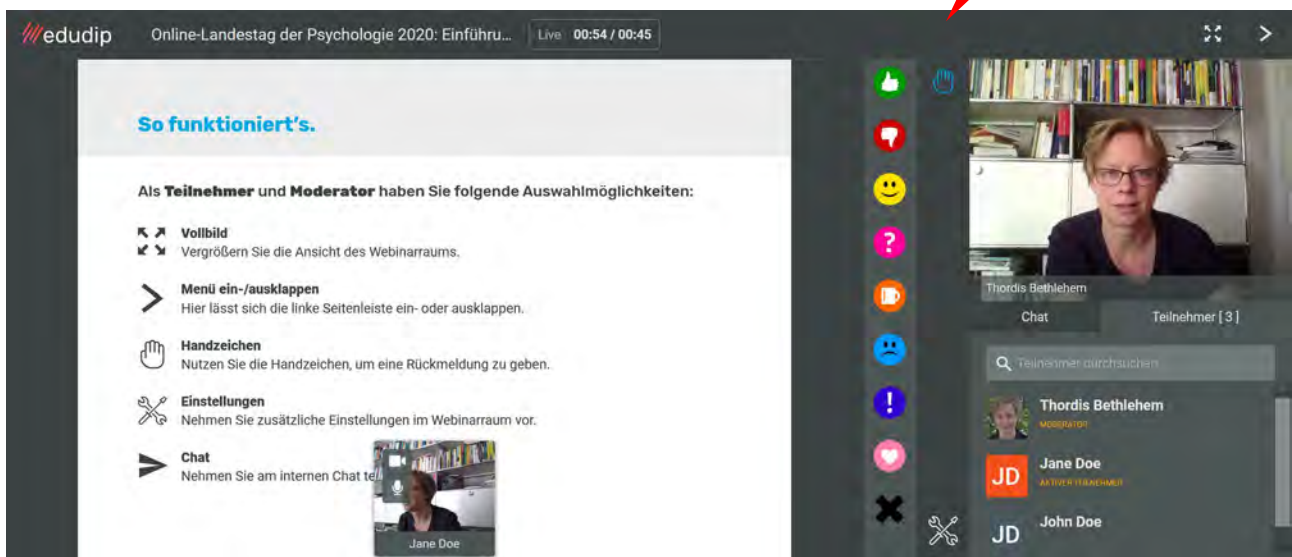 edudip
Online-Landestag der Psychologie 2020: Einführu...
Live 00:54 / 00:45
So funktioniert's.
Als Teilnehmer und Moderator haben Sie folgende Auswahlmöglichkeiten:
Vollbild
Vergrößern Sie die Ansicht des Webinarraums.
Menü ein-/ausklappen
Hier lässt sich die linke Seitenleiste ein- oder ausklappen.
Handzeichen
Nutzen Sie die Handzeichen, um eine Rückmeldung zu geben.
Einstellungen
Nehmen Sie zusätzliche Einstellungen im Webinarraum vor.
Chat
Nehmen Sie am internen Chat te
Jane Doe
?
!
Thordis Bethlehem
Chat
Teilnehmer [ 3 ]
Teilnehmer durchsuchen
Thordis Bethlehem
MODERATOR
JD
Jane Doe
AKTIVER TEILNEHMER
JD
John Doe